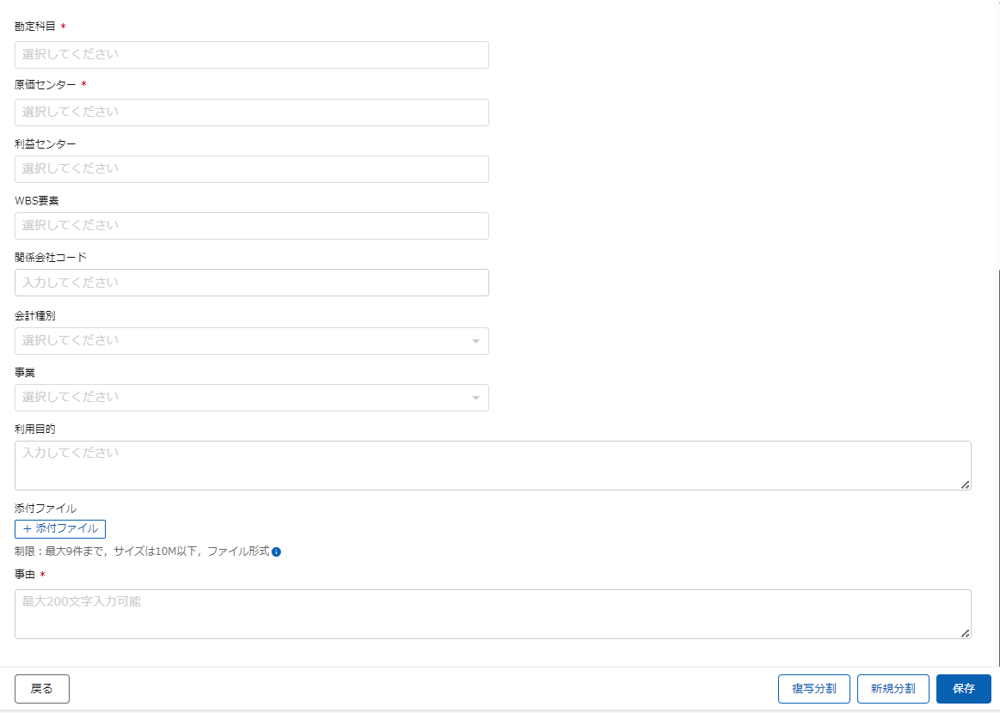 勘定科目 *
選択してください
原価センター *
選択してください
利益センター
選択してください
WBS要素
選択してください
関係会社コード
入力してください
会計種別
選択してください
事業
選択してください
利用目的
入力してください
添付ファイル
+ 添付ファイル
制限：最大9件まで，サイズは10M以下，ファイル形式
事由 *
最大200文字入力可能
戻る 複写分割 新規分割 保存